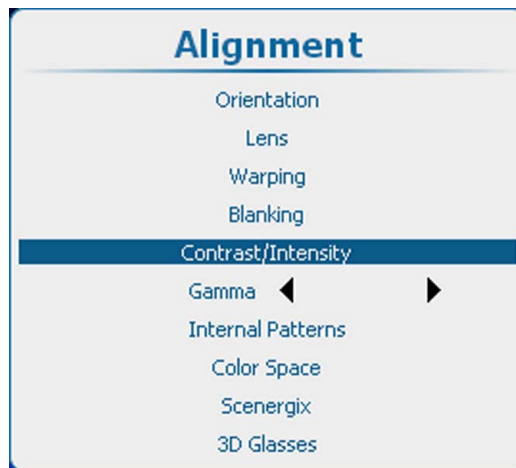 Alignment
Orientation
Lens
Warping
Blanking
Contrast/Intensity
Gamma
Internal Patterns
Color Space
Scenergix
3D Glasses